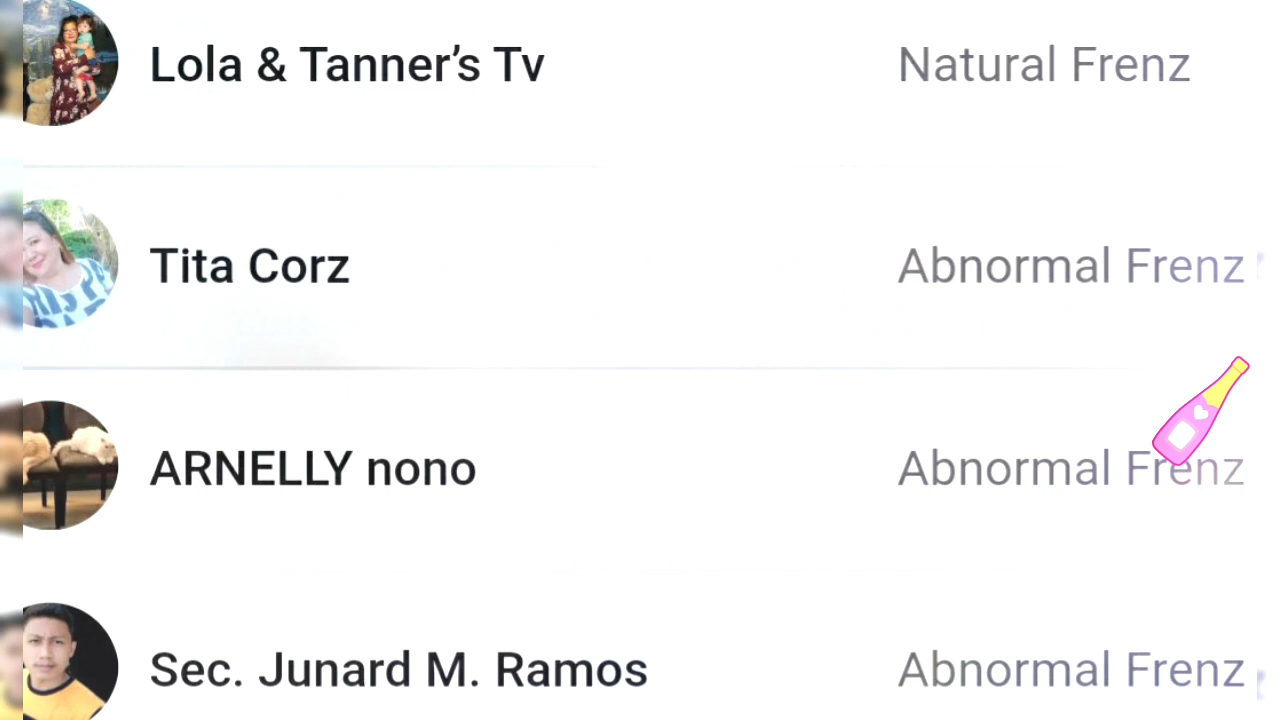 Lola & Tanner’s Tv Natural Frenz
Tita Corz Abnormal Frenz
ARNELLY nono Abnormal Frenz
Sec. Junard M. Ramos Abnormal Frenz